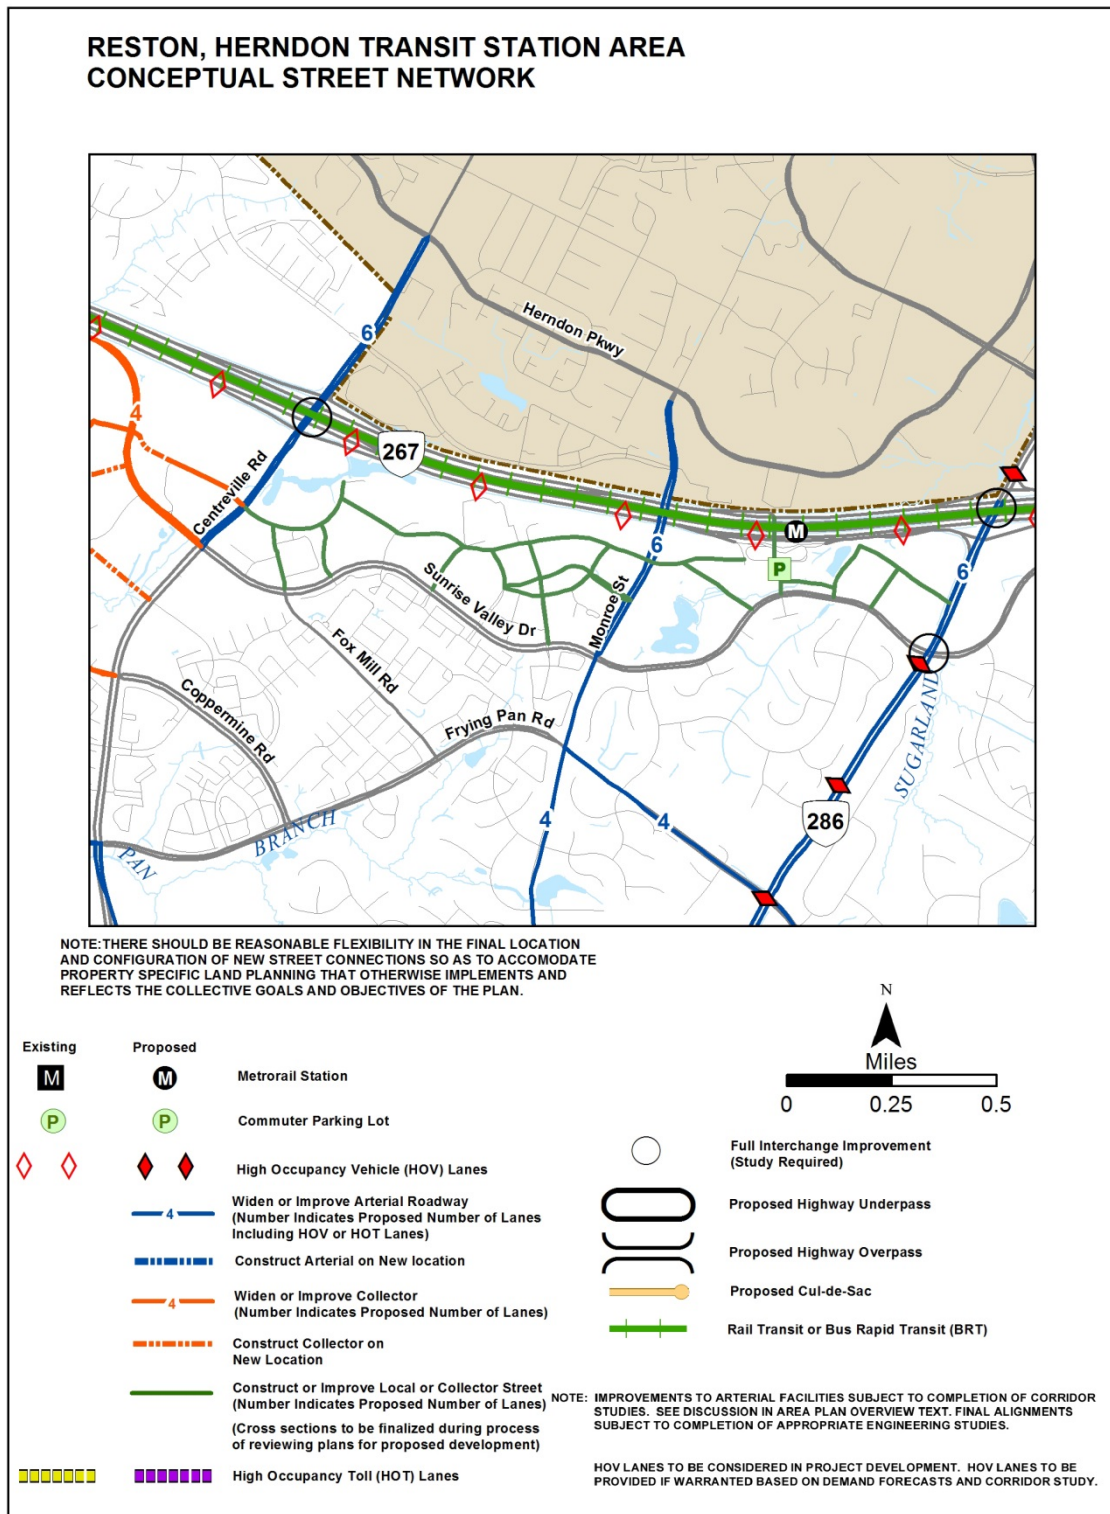 RESTON, HERNDON TRANSIT STATION AREA
CONCEPTUAL STREET NETWORK
6
Herndon Pkwy
4
267
Centreville Rd
M
P
6
6
Sunrise Valley Dr
Monroe St
Fox Mill Rd
Coppermine Rd
Frying Pan Rd
SUGARLAND
286
4
4
BRANCH
PAN
NOTE:THERE SHOULD BE REASONABLE FLEXIBILITY IN THE FINAL LOCATION
AND CONFIGURATION OF NEW STREET CONNECTIONS SO AS TO ACCOMODATE
PROPERTY SPECIFIC LAND PLANNING THAT OTHERWISE IMPLEMENTS AND
REFLECTS THE COLLECTIVE GOALS AND OBJECTIVES OF THE PLAN.
N
Miles
0 0.25 0.5
Existing Proposed
M M Metrorail Station
P P Commuter Parking Lot
High Occupancy Vehicle (HOV) Lanes
4 Widen or Improve Arterial Roadway
(Number Indicates Proposed Number of Lanes
Including HOV or HOT Lanes)
Construct Arterial on New location
4 Widen or Improve Collector
(Number Indicates Proposed Number of Lanes)
Construct Collector on
New Location
Construct or Improve Local or Collector Street
(Number Indicates Proposed Number of Lanes)
(Cross sections to be finalized during process
of reviewing plans for proposed development)
High Occupancy Toll (HOT) Lanes
Full Interchange Improvement
(Study Required)
Proposed Highway Underpass
Proposed Highway Overpass
Proposed Cul-de-Sac
Rail Transit or Bus Rapid Transit (BRT)
NOTE: IMPROVEMENTS TO ARTERIAL FACILITIES SUBJECT TO COMPLETION OF CORRIDOR
STUDIES. SEE DISCUSSION IN AREA PLAN OVERVIEW TEXT. FINAL ALIGNMENTS
SUBJECT TO COMPLETION OF APPROPRIATE ENGINEERING STUDIES.
HOV LANES TO BE CONSIDERED IN PROJECT DEVELOPMENT. HOV LANES TO BE
PROVIDED IF WARRANTED BASED ON DEMAND FORECASTS AND CORRIDOR STUDY.